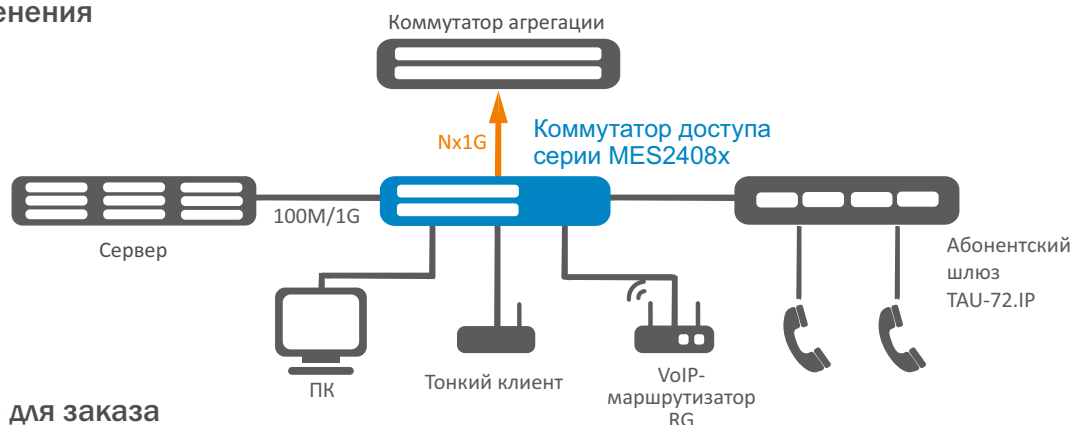 енения
Коммутатор агрегации
Nx1G
Коммутатор доступа
серии MES2408x
100M/1G
Сервер
Абонентский
шлюз
TAU-72.IP
ПК
Тонкий клиент
VoIP-
маршрутизатор
RG
для заказа